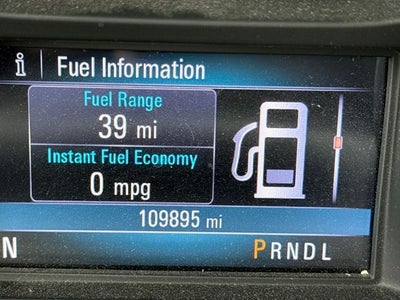 i Fuel Information
Fuel Range
39 mi
Instant Fuel Economy
0 mpg
109895 mi
N PRNDL